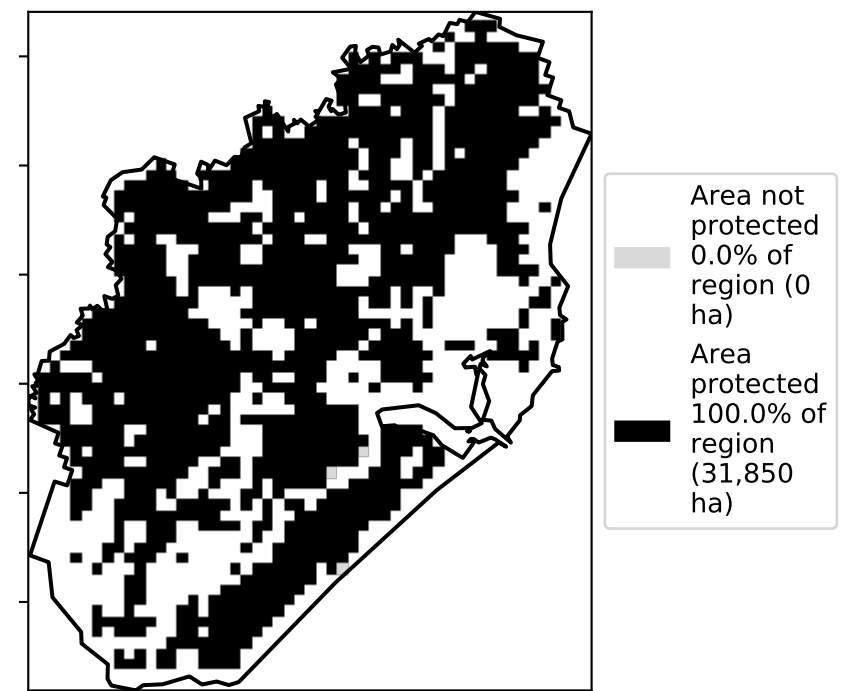 Area not
protected
0.0% of
region (0
ha)
Area
protected
100.0% of
region
(31,850
ha)